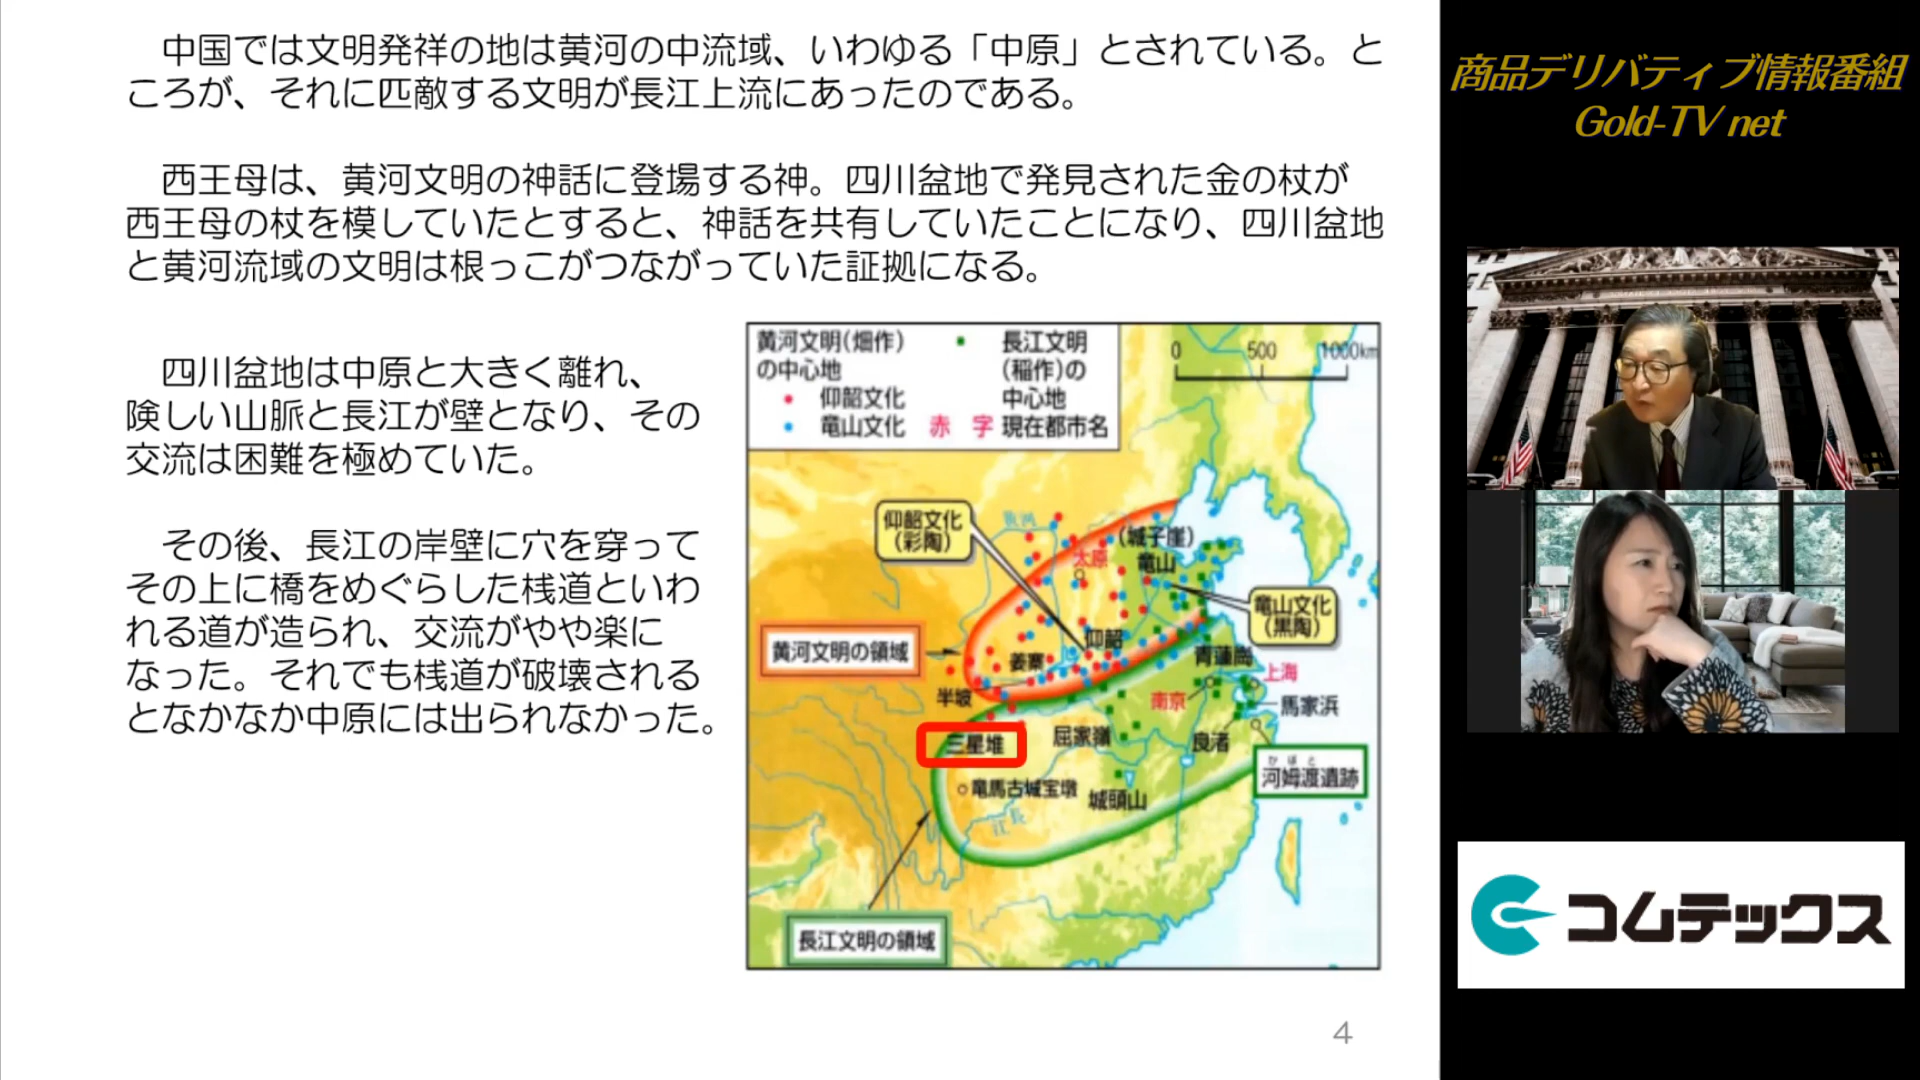 中国では文明発祥の地は黄河の中流域、いわゆる「中原」とされている。と
ころが、それに匹敵する文明が長江上流にあったのである。
西王母は、黄河文明の神話に登場する神。四川盆地で発見された金の杖が
西王母の杖を模していたとすると、神話を共有していたことになり、四川盆地
と黄河流域の文明は根っこがつながっていた証拠になる。
四川盆地は中原と大きく離れ、
険しい山脈と長江が壁となり、その
交流は困難を極めていた。
その後、長江の岸壁に穴を穿って
その上に橋をめぐらした桟道といわ
れる道が造られ、交流がやや楽に
なった。それでも桟道が破壊される
となかなか中原には出られなかった。
黄河文明(畑作)
の中心地
仰韶文化
竜山文化
長江文明
(稲作)の
中心地
赤字 現在都市名
0 500 1000km
仰韶文化
(彩陶)
黄河
(城子崖)
竜山
太原
竜山文化
(黒陶)
黄河文明の領域
仰韶
姜寨
青蓮崗
上海
半坡
南京
馬家浜
三星堆
屈家嶺
良渚
かぼと
河姆渡遺跡
竜馬古城宝墩
城頭山
長江
長江文明の領域
4
商品デリバティブ情報番組
Gold-TV net
コムテックス